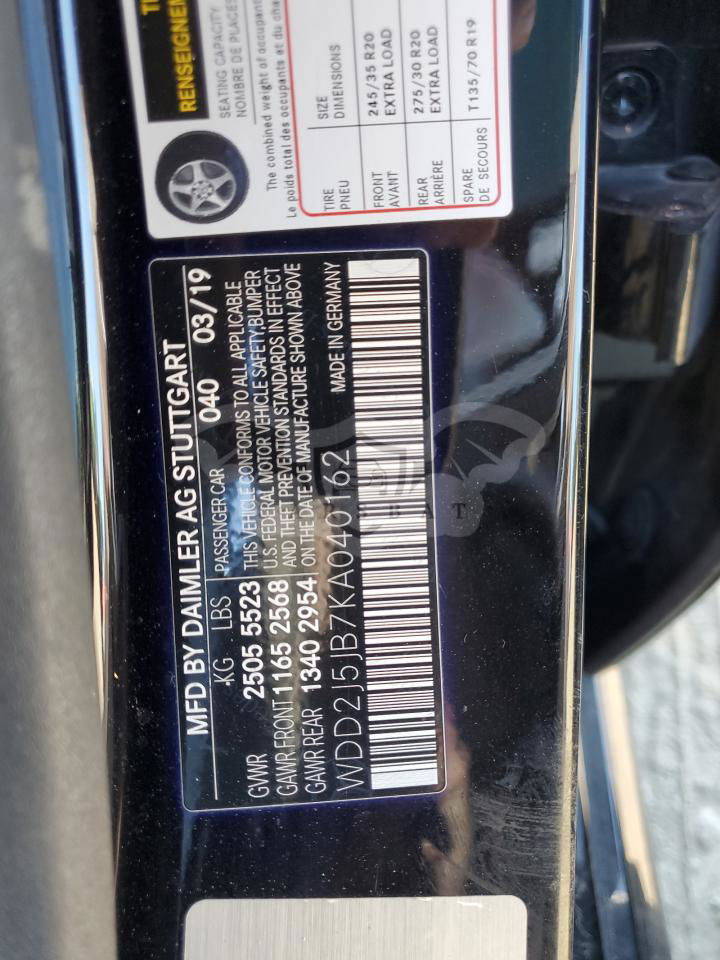 RENSEIGNEM
SEATING CAPACITY
NOMBRE DE PLACES
The combined weight of occupant
Le poids total des occupants et du cha
TIRE SIZE
PNEU DIMENSIONS
FRONT 245/35 R20
AVANT EXTRA LOAD
REAR 275/30 R20
ARRIÈRE EXTRA LOAD
SPARE T135/70 R19
DE SECOURS
MFD BY DAIMLER AG STUTTGART
KG LBS PASSENGER CAR 040 03/19
GVWR 2505 5523 THIS VEHICLE CONFORMS TO ALL APPLICABLE
U.S. FEDERAL MOTOR VEHICLE SAFETY, BUMPER
GAWR FRONT 1165 2568 AND THEFT PREVENTION STANDARDS IN EFFECT
GAWR REAR 1340 2954 ON THE DATE OF MANUFACTURE SHOWN ABOVE
WDD2J5JB7KA040162 MADE IN GERMANY